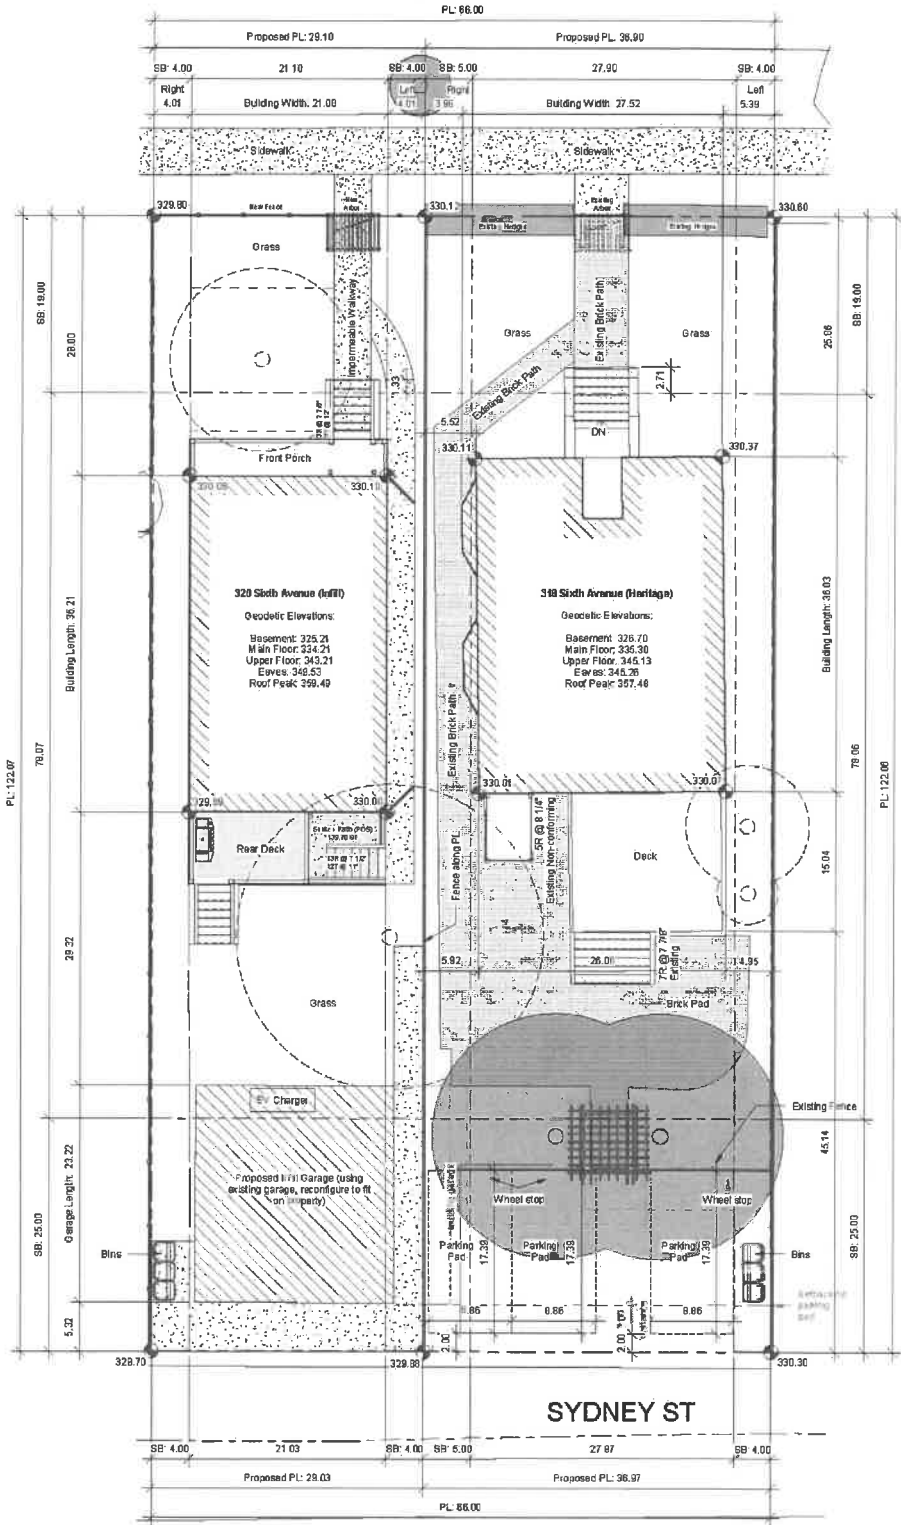 PL: 66.00
Proposed PL: 29.10
Proposed PL: 36.90
SB: 4.00
21.10
SB: 4.00
SB: 5.00
27.90
SB: 4.00
Right
4.01
Building Width: 21.08
Left
4.01
Right
3.96
Building Width 27.52
Left
5.39
Sidewalk
Sidewalk
329.80
New Fence
New
Arbor
330.1
Existing Hedges
Existing
Arbor
Existing Hedges
330.60
Grass
Impermeable Walkway
Grass
Existing Brick Path
Grass
SB: 19.00
28.00
SB: 19.00
25.96
1.33
Existing Brick Path
2.71
5.52
DN
Front Porch
330.11
330.37
330.09
330.10
320 Sixth Avenue (Infill)
Geodetic Elevations:
Basement: 325.21
Main Floor: 334.21
Upper Floor: 343.21
Eaves: 349.53
Roof Peak: 359.49
318 Sixth Avenue (Heritage)
Geodetic Elevations:
Basement 326.70
Main Floor: 335.30
Upper Floor: 345.13
Eaves: 345.26
Roof Peak: 357.46
Building Length: 36.21
Building Length: 36.03
PL: 122.07
78.07
78.06
PL: 122.06
Existing Brick Path
330.01
330.0
330.00
Rear Deck
Fence along PL
5R @ 8 1/4"
Existing Non-conforming
Deck
15.04
29.32
5.92
26.06
7R @ 7 7/8"
Existing
14.95
Grass
Brick Pad
EV Charger
Existing Fence
45.14
Proposed Infill Garage (using
existing garage, reconfigure to fit
on property)
Garage Length: 23.22
SB: 25.00
SB: 25.00
Wheel stop
Wheel stop
Bins
Parking
Pad
17.39
Parking
Pad
17.39
Parking
Pad
17.39
Bins
8.86
8.86
8.86
5.32
2.00
2.00
329.70
329.88
330.30
SYDNEY ST
SB: 4.00
21.03
SB: 4.00
SB: 5.00
27.97
SB: 4.00
Proposed PL: 29.03
Proposed PL: 36.97
PL: 66.00